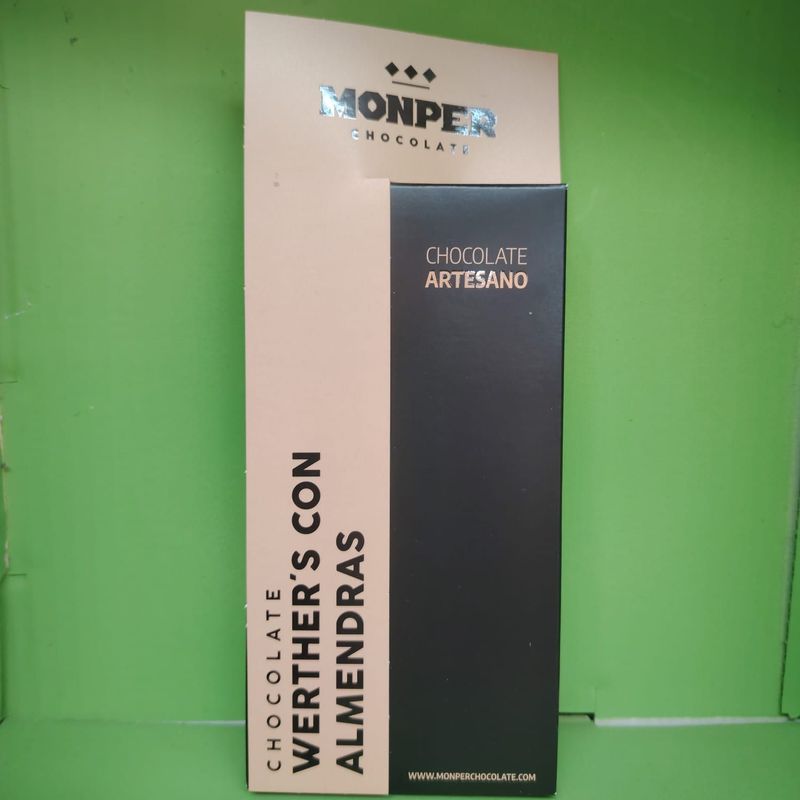 MONPER
CHOCOLATE
CHOCOLATE
ARTESANO
CHOCOLATE
WERTHER´S CON
ALMENDRAS
WWW.MONPERCHOCOLATE.COM